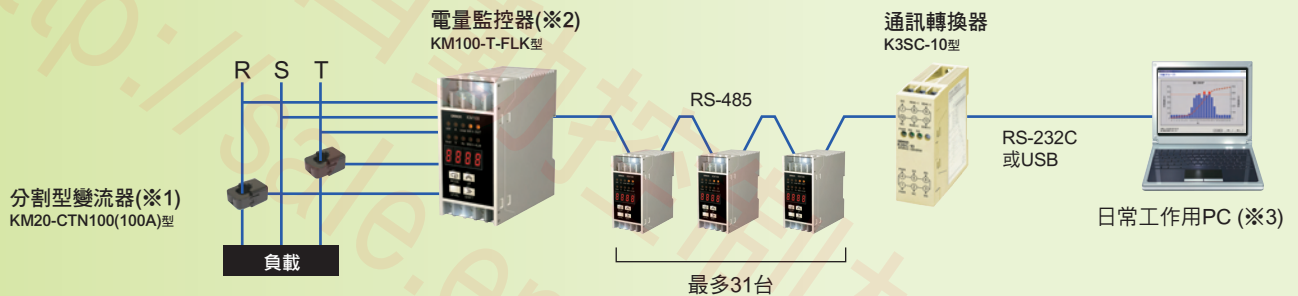 電量監控器(※2)
KM100-T-FLK型
通訊轉換器
K3SC-10型
R S T
RS-485
RS-232C
或USB
分割型變流器(※1)
KM20-CTN100(100A)型
負載
日常工作用PC (※3)
最多31台